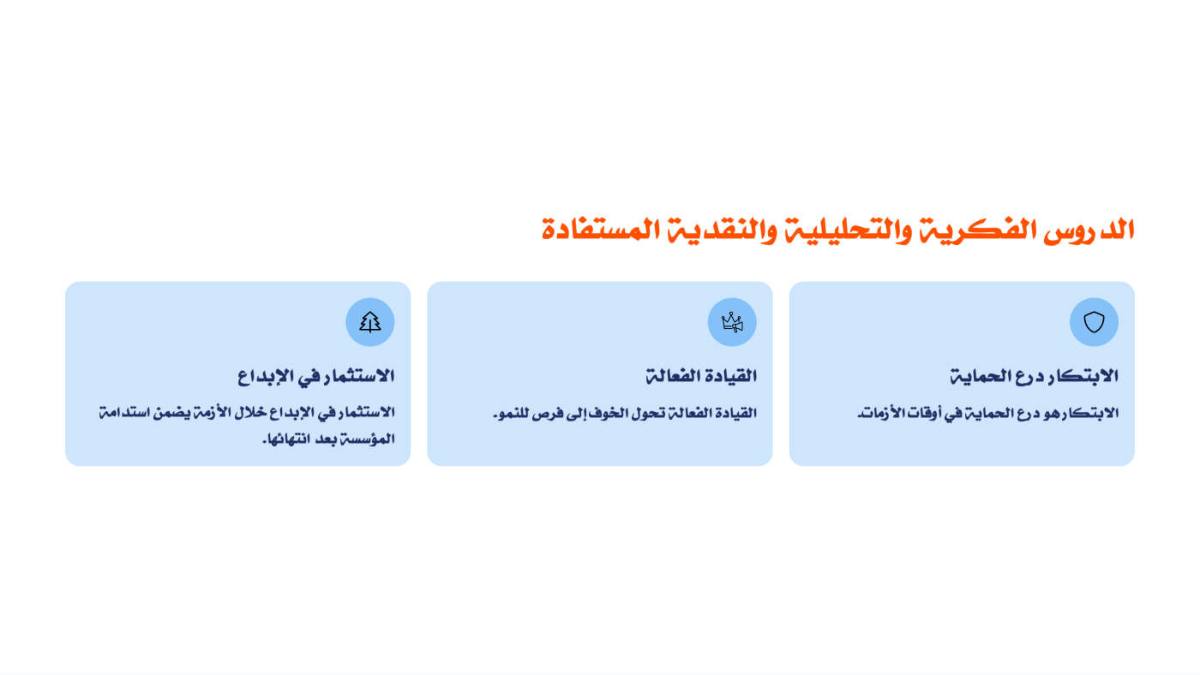 الدروس الفكرية والتحليلية والنقدية المستفادة
الابتكار درع الحماية
الابتكار هو درع الحماية في أوقات الأزمات.
القيادة الفعالة
القيادة الفعالة تحول الخوف إلى فرص للنمو.
الاستثمار في الإبداع
الاستثمار في الإبداع خلال الأزمة يضمن استدامة
المؤسسة بعد انتهائها.